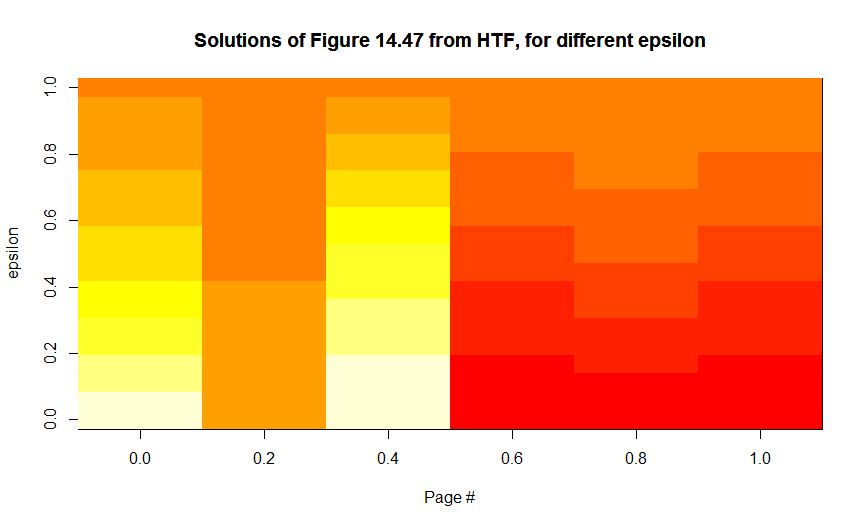 Solutions of Figure 14.47 from HTF, for different epsilon
1.0
0.8
0.6
0.4
0.2
0.0
epsilon
0.0 0.2 0.4 0.6 0.8 1.0
Page #